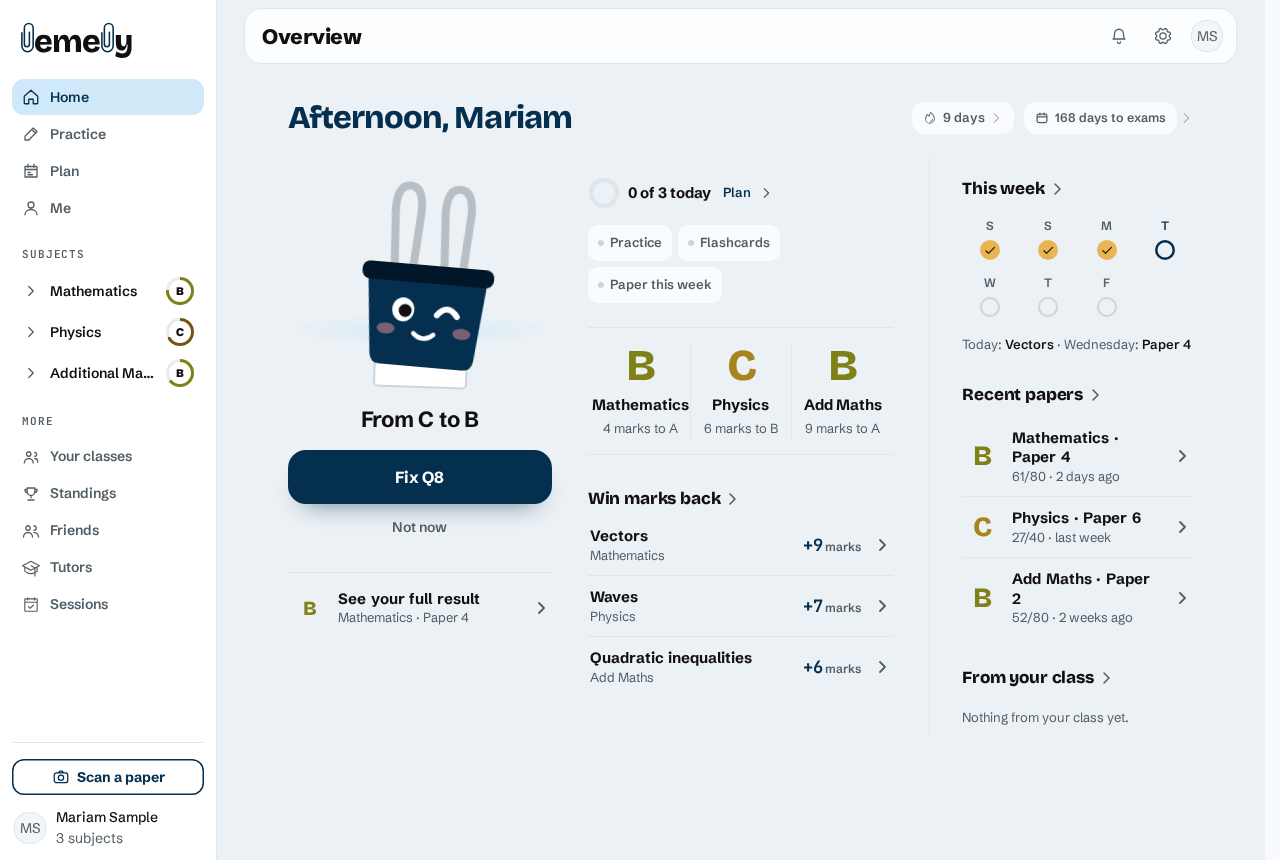 lemely
Home
Practice
Plan
Me
SUBJECTS
Mathematics B
Physics C
Additional Ma... B
MORE
Your classes
Standings
Friends
Tutors
Sessions
Scan a paper
MS
Mariam Sample
3 subjects
Overview
MS
Afternoon, Mariam
9 days
168 days to exams
From C to B
Fix Q8
Not now
B
See your full result
Mathematics · Paper 4
0 of 3 today Plan
Practice
Flashcards
Paper this week
B
Mathematics
4 marks to A
C
Physics
6 marks to B
B
Add Maths
9 marks to A
Win marks back
Vectors
Mathematics
+9 marks
Waves
Physics
+7 marks
Quadratic inequalities
Add Maths
+6 marks
This week
S S M T
W T F
Today: Vectors · Wednesday: Paper 4
Recent papers
B
Mathematics ·
Paper 4
61/80 · 2 days ago
C
Physics · Paper 6
27/40 · last week
B
Add Maths · Paper
2
52/80 · 2 weeks ago
From your class
Nothing from your class yet.